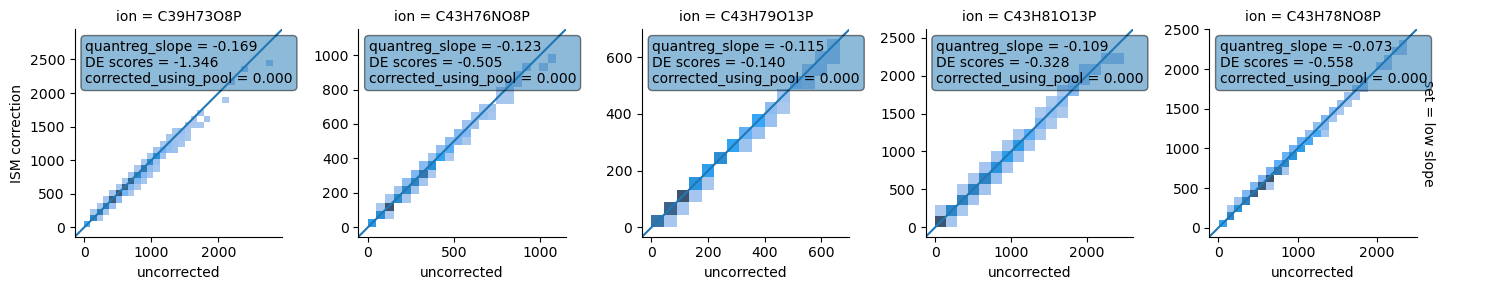 ion = C39H73O8P
ion = C43H76NO8P
ion = C43H79O13P
ion = C43H81O13P
ion = C43H78NO8P
ISM correction
2500
2000
1500
1000
500
0
quantreg_slope = -0.169
DE scores = -1.346
corrected_using_pool = 0.000
0
1000
2000
uncorrected
1000
800
600
400
200
0
quantreg_slope = -0.123
DE scores = -0.505
corrected_using_pool = 0.000
0
500
1000
uncorrected
600
400
200
0
quantreg_slope = -0.115
DE scores = -0.140
corrected_using_pool = 0.000
0
200
400
600
uncorrected
2500
2000
1500
1000
500
0
quantreg_slope = -0.109
DE scores = -0.328
corrected_using_pool = 0.000
0
1000
2000
uncorrected
2500
2000
1500
1000
500
0
quantreg_slope = -0.073
DE scores = -0.558
corrected_using_pool = 0.000
0
1000
2000
uncorrected
set = low slope